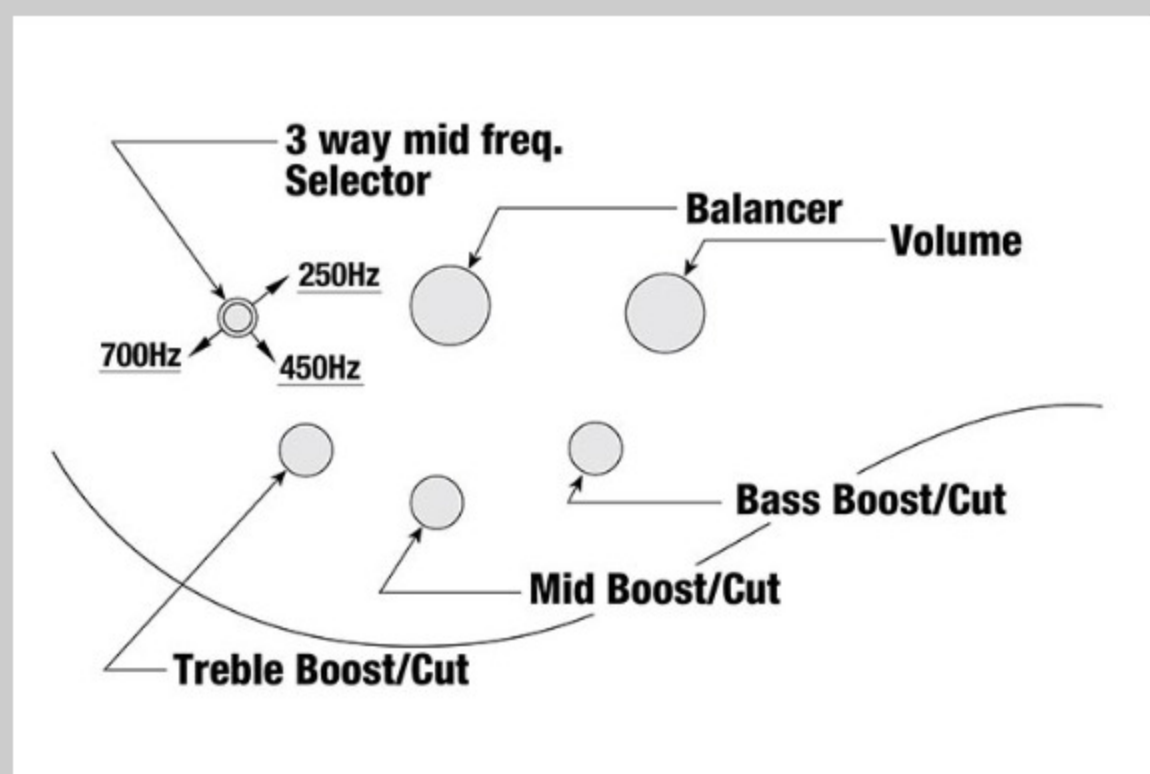 3 way mid freq.
Selector
Balancer
Volume
250Hz
700Hz
450Hz
Bass Boost/Cut
Mid Boost/Cut
Treble Boost/Cut